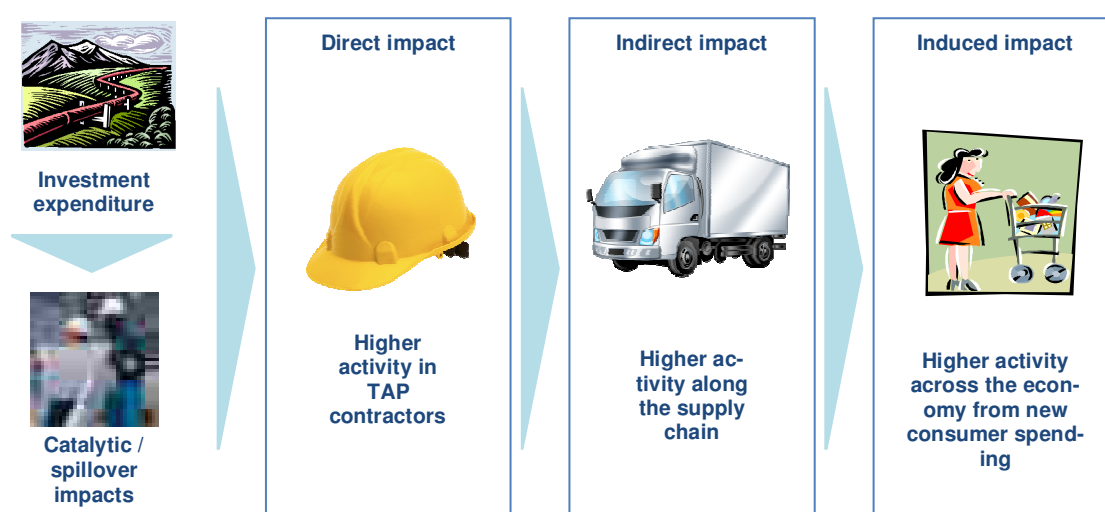 Investment
expenditure
Catalytic /
spillover
impacts
Direct impact
Higher
activity in
TAP
contractors
Indirect impact
Higher ac-
tivity along
the supply
chain
Induced impact
Higher activity
across the econ-
omy from new
consumer spend-
ing